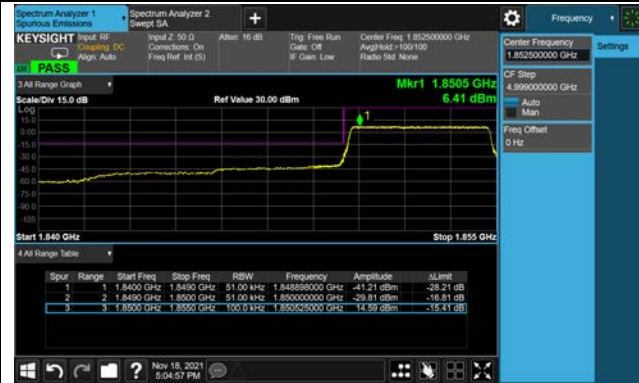 Spectrum Analyzer 1
Spurious Emissions
Spectrum Analyzer 2
Swept SA
Frequency
KEYSIGHT
Input: RF
Coupling: DC
Align: Auto
Input Z: 50 Ω
Corrections: On
Freq Ref: Int (S)
Atten: 16 dB
Trig: Free Run
Gate: Off
IF Gain: Low
Center Freq: 1.852500000 GHz
Avg|Hold:>100/100
Radio Std: None
PASS
Center Frequency
1.852500000 GHz
Settings
CF Step
4.999000000 GHz
Auto
Man
Freq Offset
0 Hz
3 All Range Graph
Mkr1 1.8505 GHz
Scale/Div 15.0 dB
Ref Value 30.00 dBm
6.41 dBm
Log
15.0
0.00
-15.0
-30.0
-45.0
-60.0
-75.0
-90.0
-105
1
Start 1.840 GHz
Stop 1.855 GHz
4 All Range Table
Spur Range Start Freq Stop Freq RBW Frequency Amplitude ΔLimit
1 1 1.8400 GHz 1.8490 GHz 51.00 kHz 1.848898000 GHz -41.21 dBm -28.21 dB
2 2 1.8490 GHz 1.8500 GHz 51.00 kHz 1.850000000 GHz -29.81 dBm -16.81 dB
3 3 1.8500 GHz 1.8550 GHz 100.0 kHz 1.850525000 GHz 14.59 dBm -15.41 dB
Nov 18, 2021
5:04:57 PM